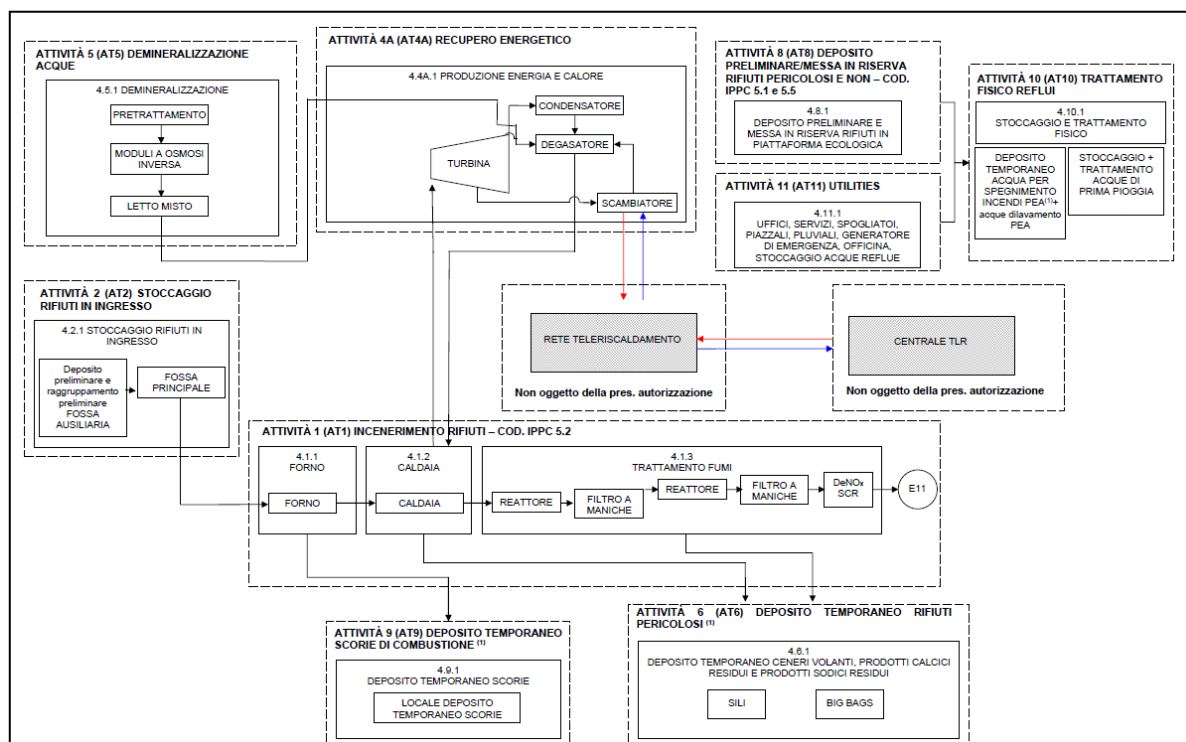 ATTIVITÀ 5 (AT5) DEMINERALIZZAZIONE
ACQUE
4.5.1 DEMINERALIZZAZIONE
PRETRATTAMENTO
MODULI A OSMOSI
INVERSA
LETTO MISTO
ATTIVITÀ 4A (AT4A) RECUPERO ENERGETICO
4.4A.1 PRODUZIONE ENERGIA E CALORE
CONDENSATORE
DEGASATORE
TURBINA
SCAMBIATORE
ATTIVITÀ 8 (AT8) DEPOSITO
PRELIMINARE/MESSA IN RISERVA
RIFIUTI PERICOLOSI E NON – COD.
IPPC 5.1 e 5.5
4.8.1
DEPOSITO PRELIMINARE E
MESSA IN RISERVA RIFIUTI IN
PIATTAFORMA ECOLOGICA
ATTIVITÀ 11 (AT11) UTILITIES
4.11.1
UFFICI, SERVIZI, SPOGLIATOI,
PIAZZALI, PLUVIALI, GENERATORE
DI EMERGENZA, OFFICINA,
STOCCAGGIO ACQUE REFLUE
ATTIVITÀ 10 (AT10) TRATTAMENTO
FISICO REFLUI
4.10.1
STOCCAGGIO E TRATTAMENTO
FISICO
DEPOSITO
TEMPORANEO
ACQUA PER
SPEGNIMENTO
INCENDI PEA(1)+
acque dilavamento
PEA
STOCCAGGIO +
TRATTAMENTO
ACQUE DI
PRIMA PIOGGIA
ATTIVITÀ 2 (AT2) STOCCAGGIO
RIFIUTI IN INGRESSO
4.2.1 STOCCAGGIO RIFIUTI IN
INGRESSO
Deposito
preliminare e
raggruppamento
preliminare
FOSSA
AUSILIARIA
FOSSA
PRINCIPALE
RETE TELERISCALDAMENTO
Non oggetto della pres. autorizzazione
CENTRALE TLR
Non oggetto della pres. autorizzazione
ATTIVITÀ 1 (AT1) INCENERIMENTO RIFIUTI – COD. IPPC 5.2
4.1.1
FORNO
FORNO
4.1.2
CALDAIA
CALDAIA
4.1.3
TRATTAMENTO FUMI
REATTORE
FILTRO A
MANICHE
REATTORE
FILTRO A
MANICHE
DeNOx
SCR
E11
ATTIVITÀ 9 (AT9) DEPOSITO TEMPORANEO
SCORIE DI COMBUSTIONE (1)
4.9.1
DEPOSITO TEMPORANEO SCORIE
LOCALE DEPOSITO
TEMPORANEO SCORIE
ATTIVITÀ 6 (AT6) DEPOSITO TEMPORANEO RIFIUTI
PERICOLOSI (1)
4.6.1
DEPOSITO TEMPORANEO CENERI VOLANTI, PRODOTTI CALCICI
RESIDUI E PRODOTTI SODICI RESIDUI
SILI
BIG BAGS